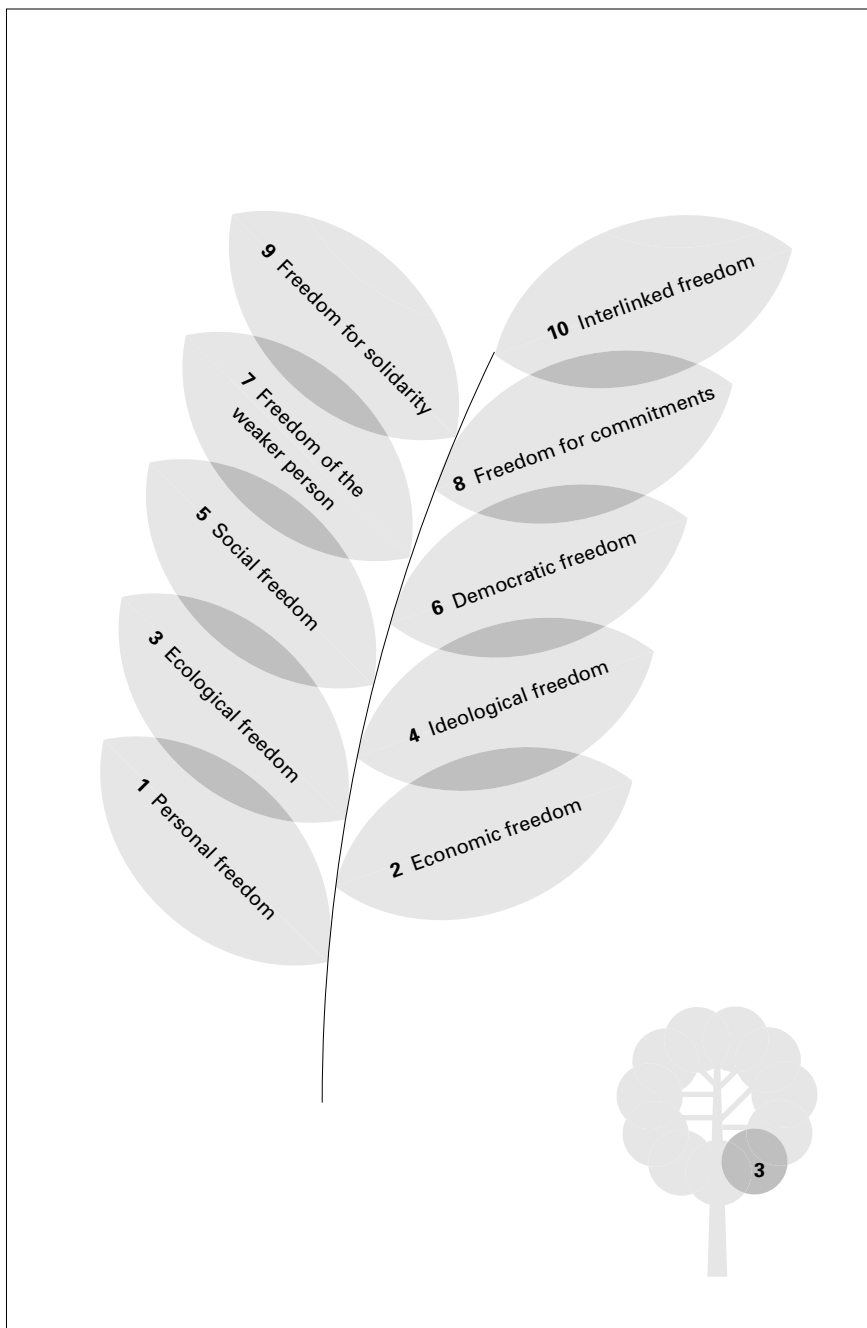 9 Freedom for solidarity
10 Interlinked freedom
7 Freedom of the
weaker person
8 Freedom for commitments
5 Social freedom
6 Democratic freedom
3 Ecological freedom
4 Ideological freedom
1 Personal freedom
2 Economic freedom
3